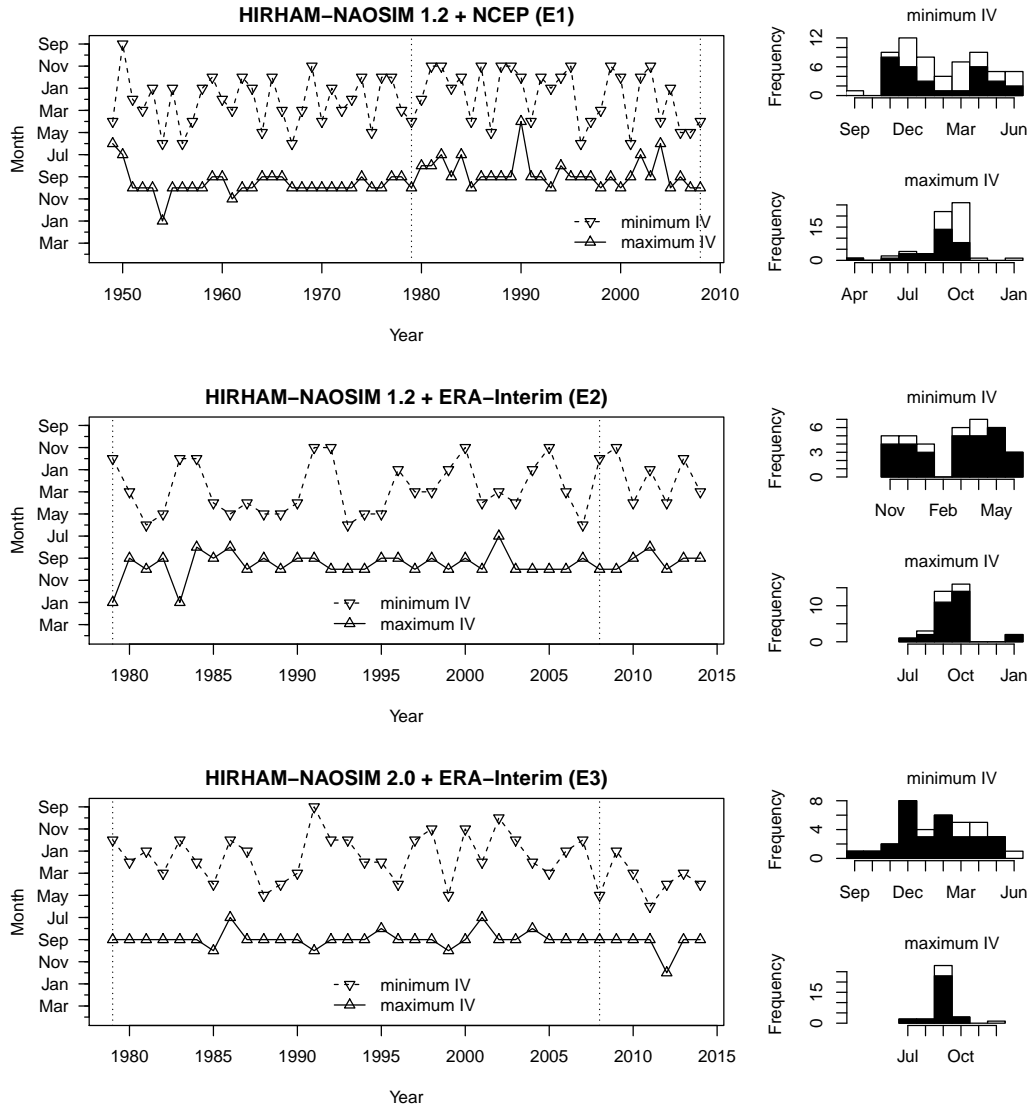 HIRHAM−NAOSIM 1.2 + NCEP (E1)
Month
Sep
Nov
Jan
Mar
May
Jul
Sep
Nov
Jan
Mar
minimum IV
maximum IV
1950 1960 1970 1980 1990 2000 2010
Year
minimum IV
Frequency
0 6 12
Sep Dec Mar Jun
maximum IV
Frequency
0 15
Apr Jul Oct Jan
HIRHAM−NAOSIM 1.2 + ERA−Interim (E2)
Month
Sep
Nov
Jan
Mar
May
Jul
Sep
Nov
Jan
Mar
minimum IV
maximum IV
1980 1985 1990 1995 2000 2005 2010 2015
Year
minimum IV
Frequency
0 3 6
Nov Feb May
maximum IV
Frequency
0 10
Jul Oct Jan
HIRHAM−NAOSIM 2.0 + ERA−Interim (E3)
Month
Sep
Nov
Jan
Mar
May
Jul
Sep
Nov
Jan
Mar
minimum IV
maximum IV
1980 1985 1990 1995 2000 2005 2010 2015
Year
minimum IV
Frequency
0 4 8
Sep Dec Mar Jun
maximum IV
Frequency
0 15
Jul Oct